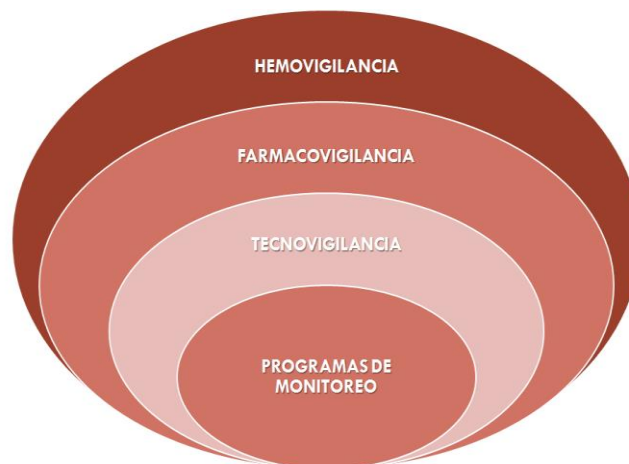 HEMOVIGILANCIA
FARMACOVIGILANCIA
TECNOVIGILANCIA
PROGRAMAS DE
MONITOREO